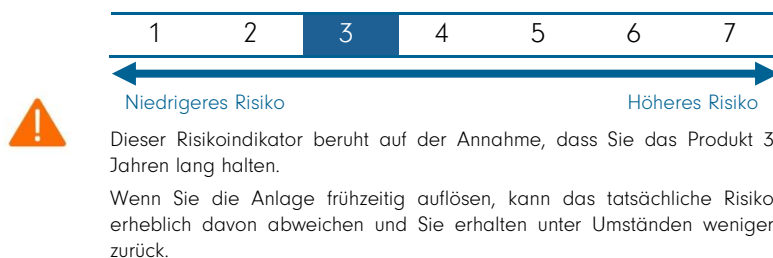 1 2 3 4 5 6 7
Niedrigeres Risiko Höheres Risiko
Dieser Risikoindikator beruht auf der Annahme, dass Sie das Produkt 3
Jahren lang halten.
Wenn Sie die Anlage frühzeitig auflösen, kann das tatsächliche Risiko
erheblich davon abweichen und Sie erhalten unter Umständen weniger
zurück.